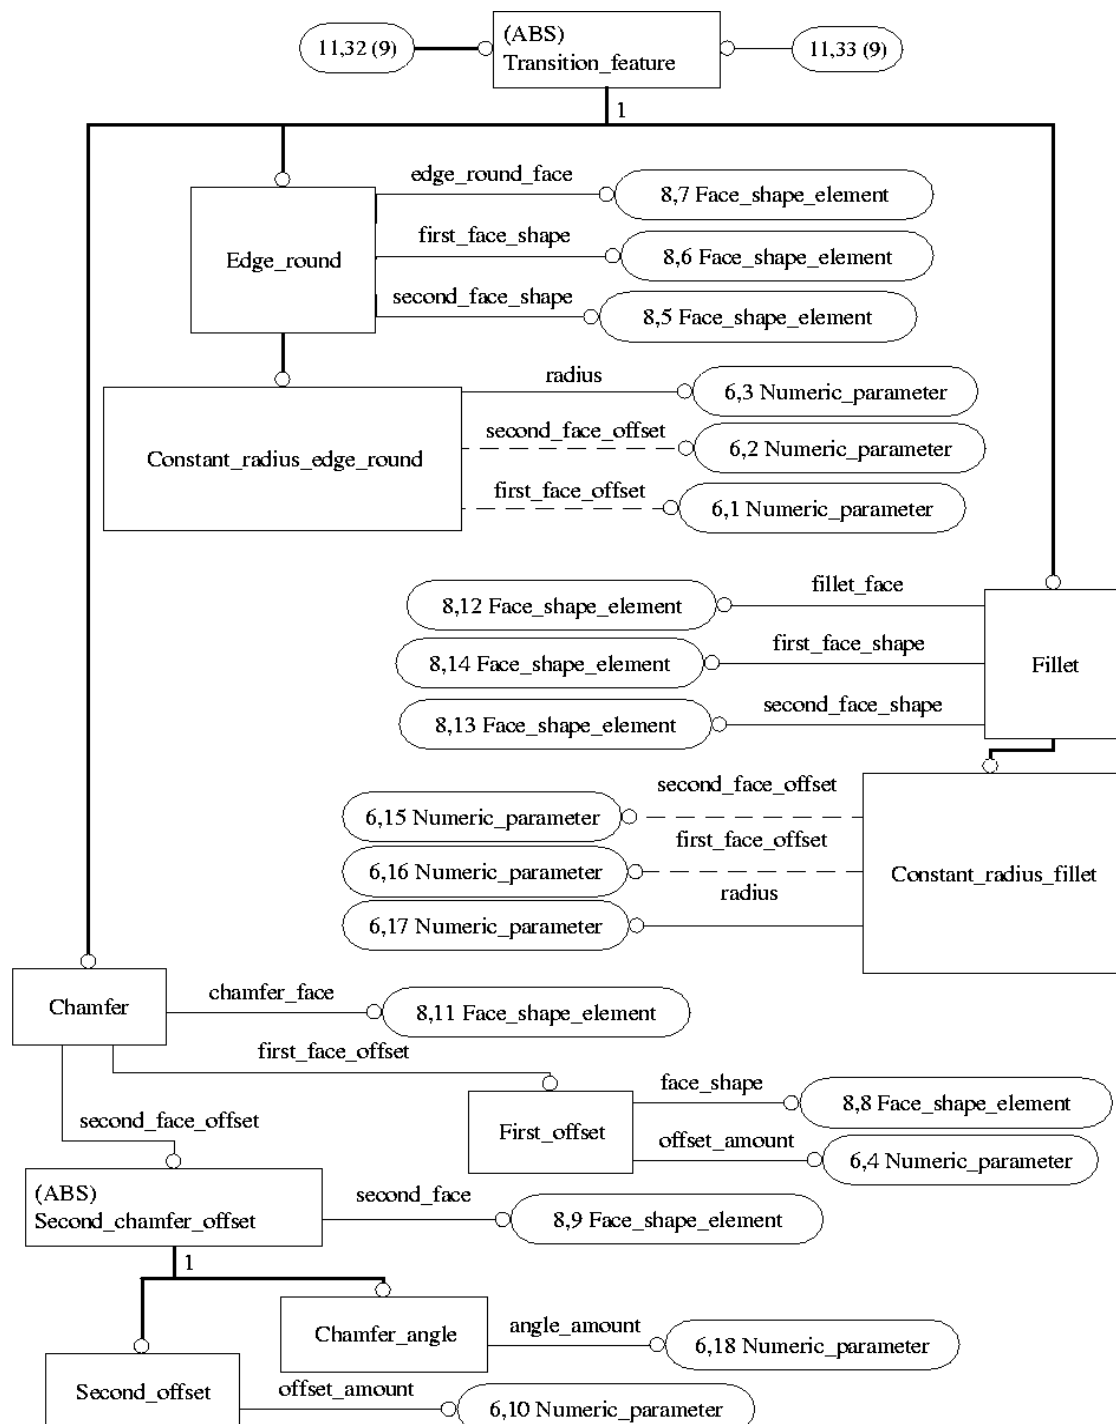 11,32 (9)
(ABS)
Transition_feature
11,33 (9)
1
edge_round_face
8,7 Face_shape_element
first_face_shape
Edge_round
8,6 Face_shape_element
second_face_shape
8,5 Face_shape_element
radius
6,3 Numeric_parameter
second_face_offset
Constant_radius_edge_round
6,2 Numeric_parameter
first_face_offset
6,1 Numeric_parameter
fillet_face
8,12 Face_shape_element
first_face_shape
8,14 Face_shape_element
Fillet
second_face_shape
8,13 Face_shape_element
second_face_offset
6,15 Numeric_parameter
first_face_offset
6,16 Numeric_parameter
Constant_radius_fillet
radius
6,17 Numeric_parameter
Chamfer
chamfer_face
8,11 Face_shape_element
first_face_offset
face_shape
8,8 Face_shape_element
second_face_offset
First_offset
offset_amount
6,4 Numeric_parameter
(ABS)
Second_chamfer_offset
second_face
8,9 Face_shape_element
1
Chamfer_angle
angle_amount
6,18 Numeric_parameter
Second_offset
offset_amount
6,10 Numeric_parameter